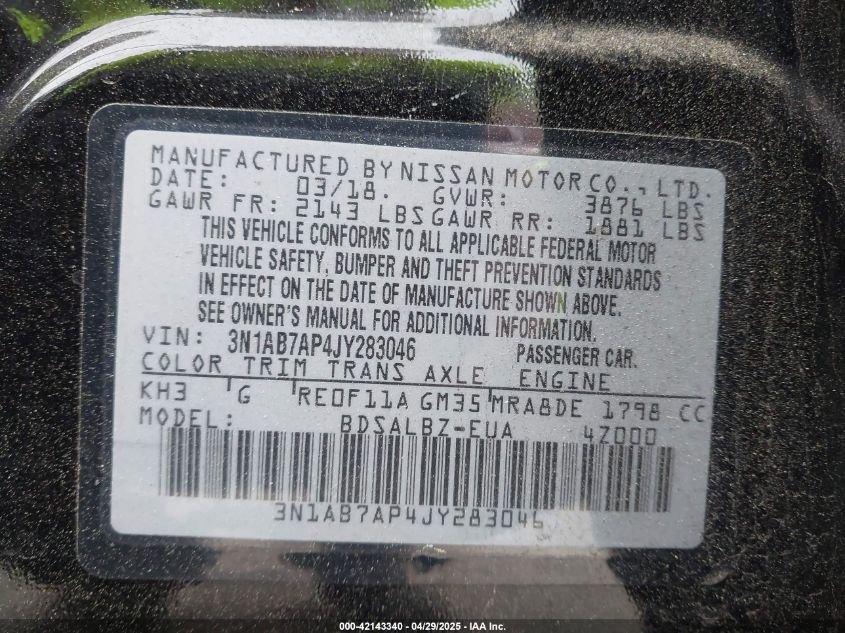 MANUFACTURED BY NISSAN MOTOR CO., LTD.
DATE: 03/18. GVWR: 3876 LBS
GAWR FR: 2143 LBS GAWR RR: 1881 LBS
THIS VEHICLE CONFORMS TO ALL APPLICABLE FEDERAL MOTOR
VEHICLE SAFETY, BUMPER AND THEFT PREVENTION STANDARDS
IN EFFECT ON THE DATE OF MANUFACTURE SHOWN ABOVE.
SEE OWNER'S MANUAL FOR ADDITIONAL INFORMATION.
VIN: 3N1AB7AP4JY283046 PASSENGER CAR.
COLOR TRIM TRANS AXLE ENGINE
KH3 G RE0F11A GM35 MRA8DE 1798 CC
MODEL: BDSALBZ-EUA 4Z000
3N1AB7AP4JY283046
000-42143340 - 04/29/2025 - IAA Inc.